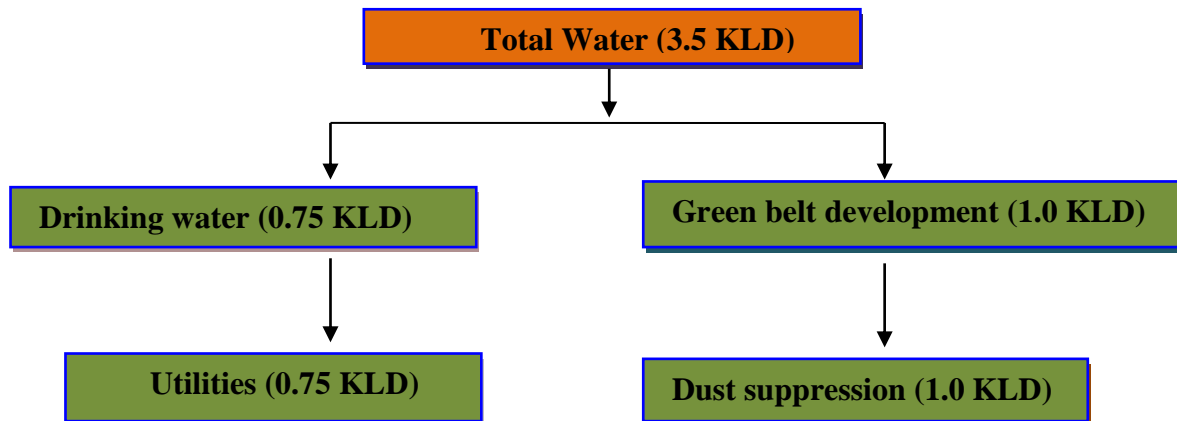 Total Water (3.5 KLD)
Drinking water (0.75 KLD)
Green belt development (1.0 KLD)
Utilities (0.75 KLD)
Dust suppression (1.0 KLD)